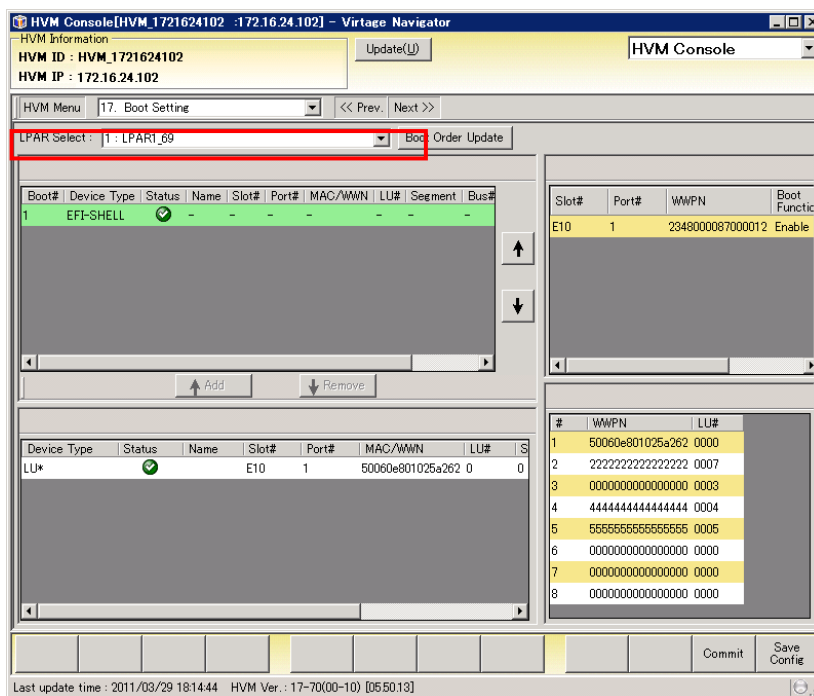 HVM Console[HVM_1721624102 :172.16.24.102] - Virtage Navigator
HVM Information
HVM ID : HVM_1721624102
HVM IP : 172.16.24.102
Update(U)
HVM Console
HVM Menu 17. Boot Setting << Prev. Next >>
LPAR Select : 1 : LPAR1_69 Boot Order Update
Boot# Device Type Status Name Slot# Port# MAC/WWN LU# Segment Bus#
1 EFI-SHELL - - - - - - -
Add Remove
Device Type Status Name Slot# Port# MAC/WWN LU# S
LU* E10 1 50060e801025a262 0 0
Slot# Port# WWPN Boot Functic
E10 1 2348000087000012 Enable
# WWPN LU#
1 50060e801025a262 0000
2 2222222222222222 0007
3 0000000000000000 0003
4 4444444444444444 0004
5 5555555555555555 0005
6 0000000000000000 0000
7 0000000000000000 0000
8 0000000000000000 0000
Commit Save Config
Last update time : 2011/03/29 18:14:44 HVM Ver. : 17-70(00-10) [0550.13]